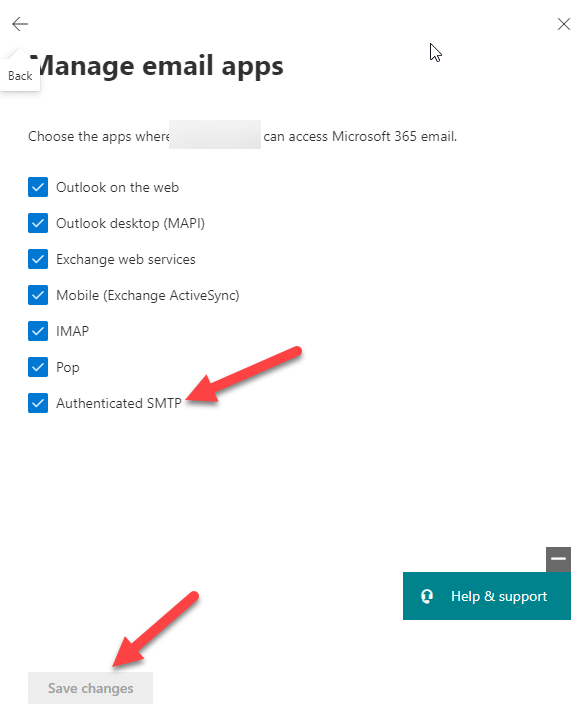 Manage email apps
Back
Choose the apps where can access Microsoft 365 email.
Outlook on the web
Outlook desktop (MAPI)
Exchange web services
Mobile (Exchange ActiveSync)
IMAP
Pop
Authenticated SMTP
Help & support
Save changes